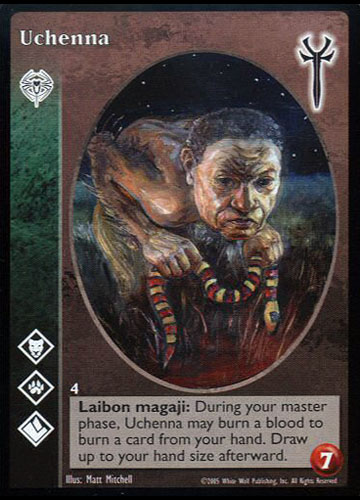 Uchenna
4
Laibon magaji: During your master
phase, Uchenna may burn a blood to
burn a card from your hand. Draw
up to your hand size afterward.
7
Illus: Matt Mitchell
©2005 White Wolf Publishing, Inc. All Rights Reserved